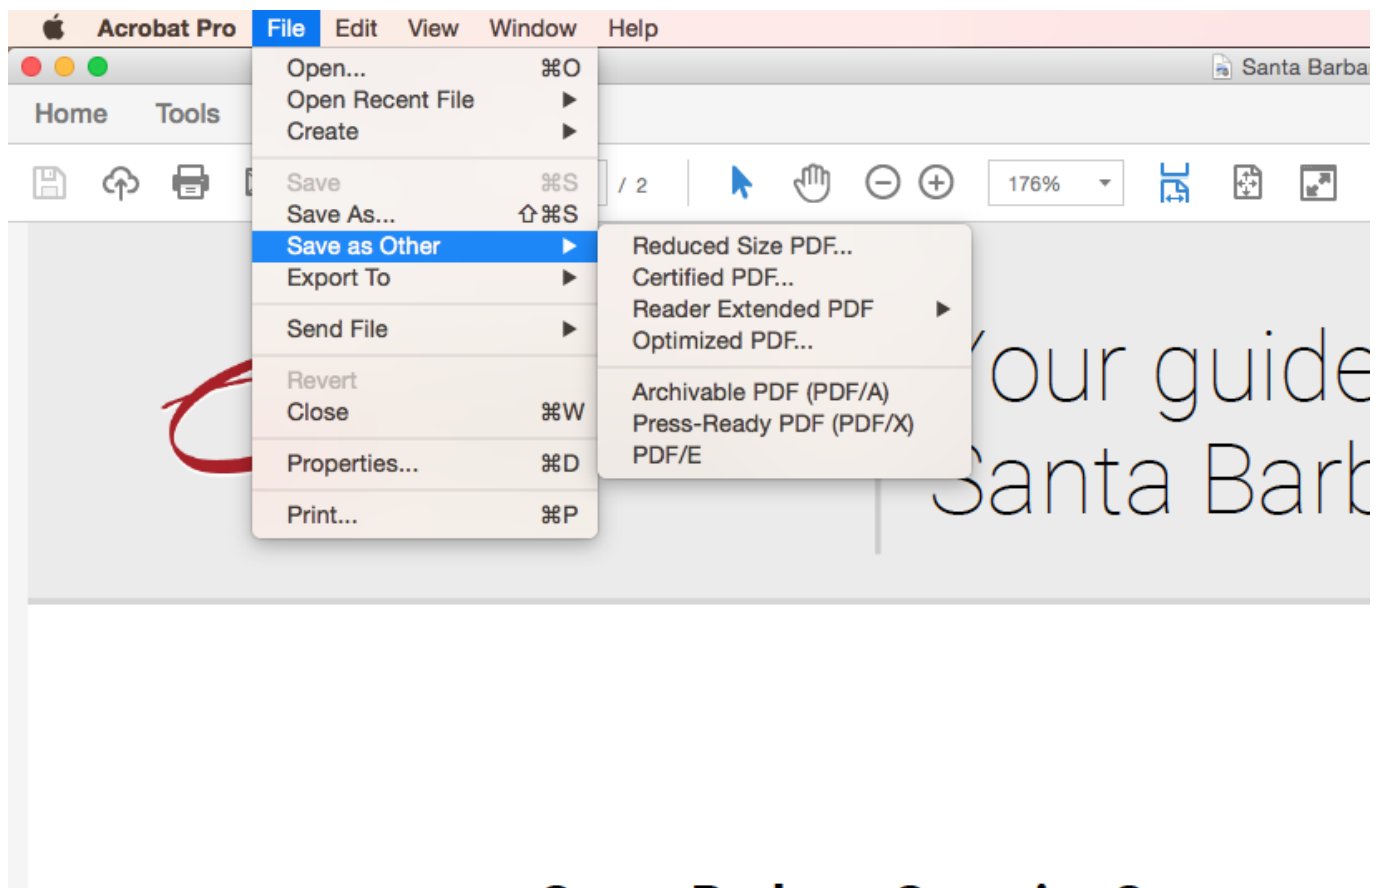 Acrobat Pro File Edit View Window Help
Santa Barba
Home Tools
/ 2 176%
Open... ⌘O
Open Recent File ▶
Create ▶
Save ⌘S
Save As... ⇧⌘S
Save as Other ▶
Export To ▶
Send File ▶
Revert
Close ⌘W
Properties... ⌘D
Print... ⌘P
Reduced Size PDF...
Certified PDF...
Reader Extended PDF ▶
Optimized PDF...
Archivable PDF (PDF/A)
Press-Ready PDF (PDF/X)
PDF/E
Your guide
Santa Barb